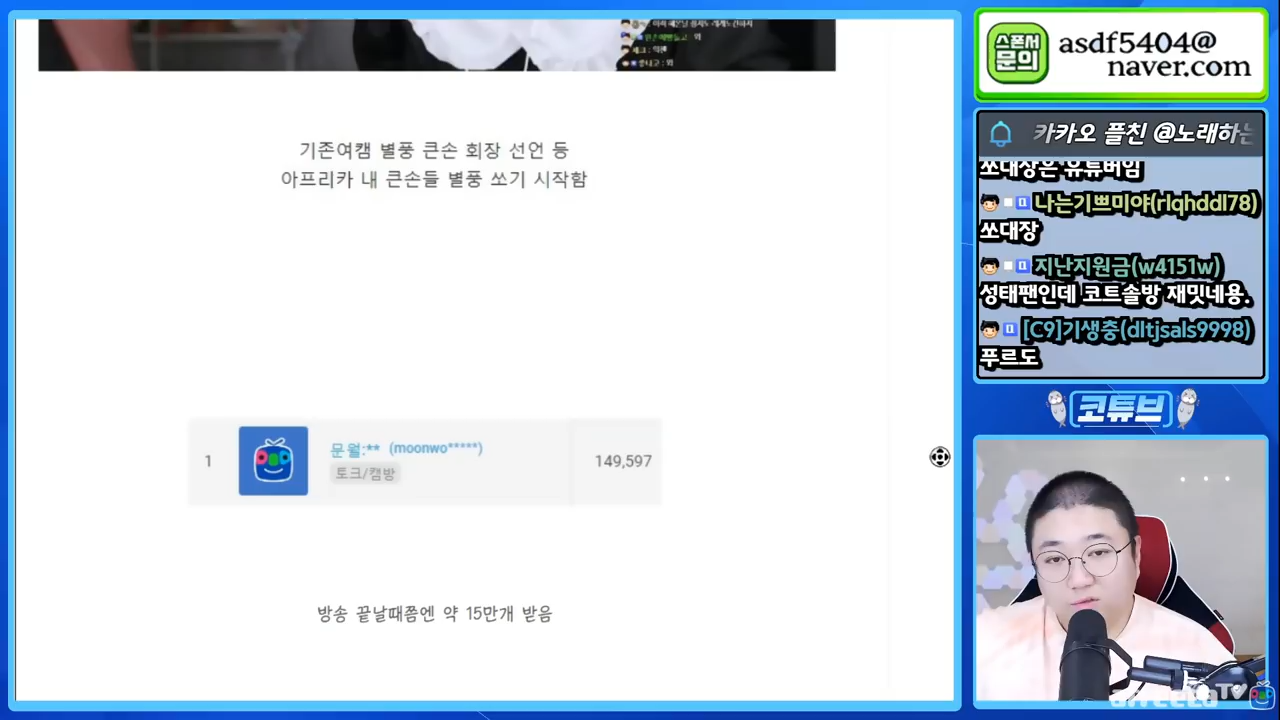 기존여캠 별풍 큰손 회장 선언 등
아프리카 내 큰손들 별풍 쏘기 시작함
1
문월:** (moonwo*****)
토크/캠방
149,597
방송 끝날때쯤엔 약 15만개 받음
스폰서
문의
asdf5404@
naver.com
카카오 플친 @노래하는
쏘대장은 유튜버임
나는기쁘미야(rlqhddl78)
쏘대장
지난지원금(w4151w)
성태팬인데 코트솔방 재밋네용.
[C9]기생충(dltjsals9998)
푸르도
코튜브
afreecaTV